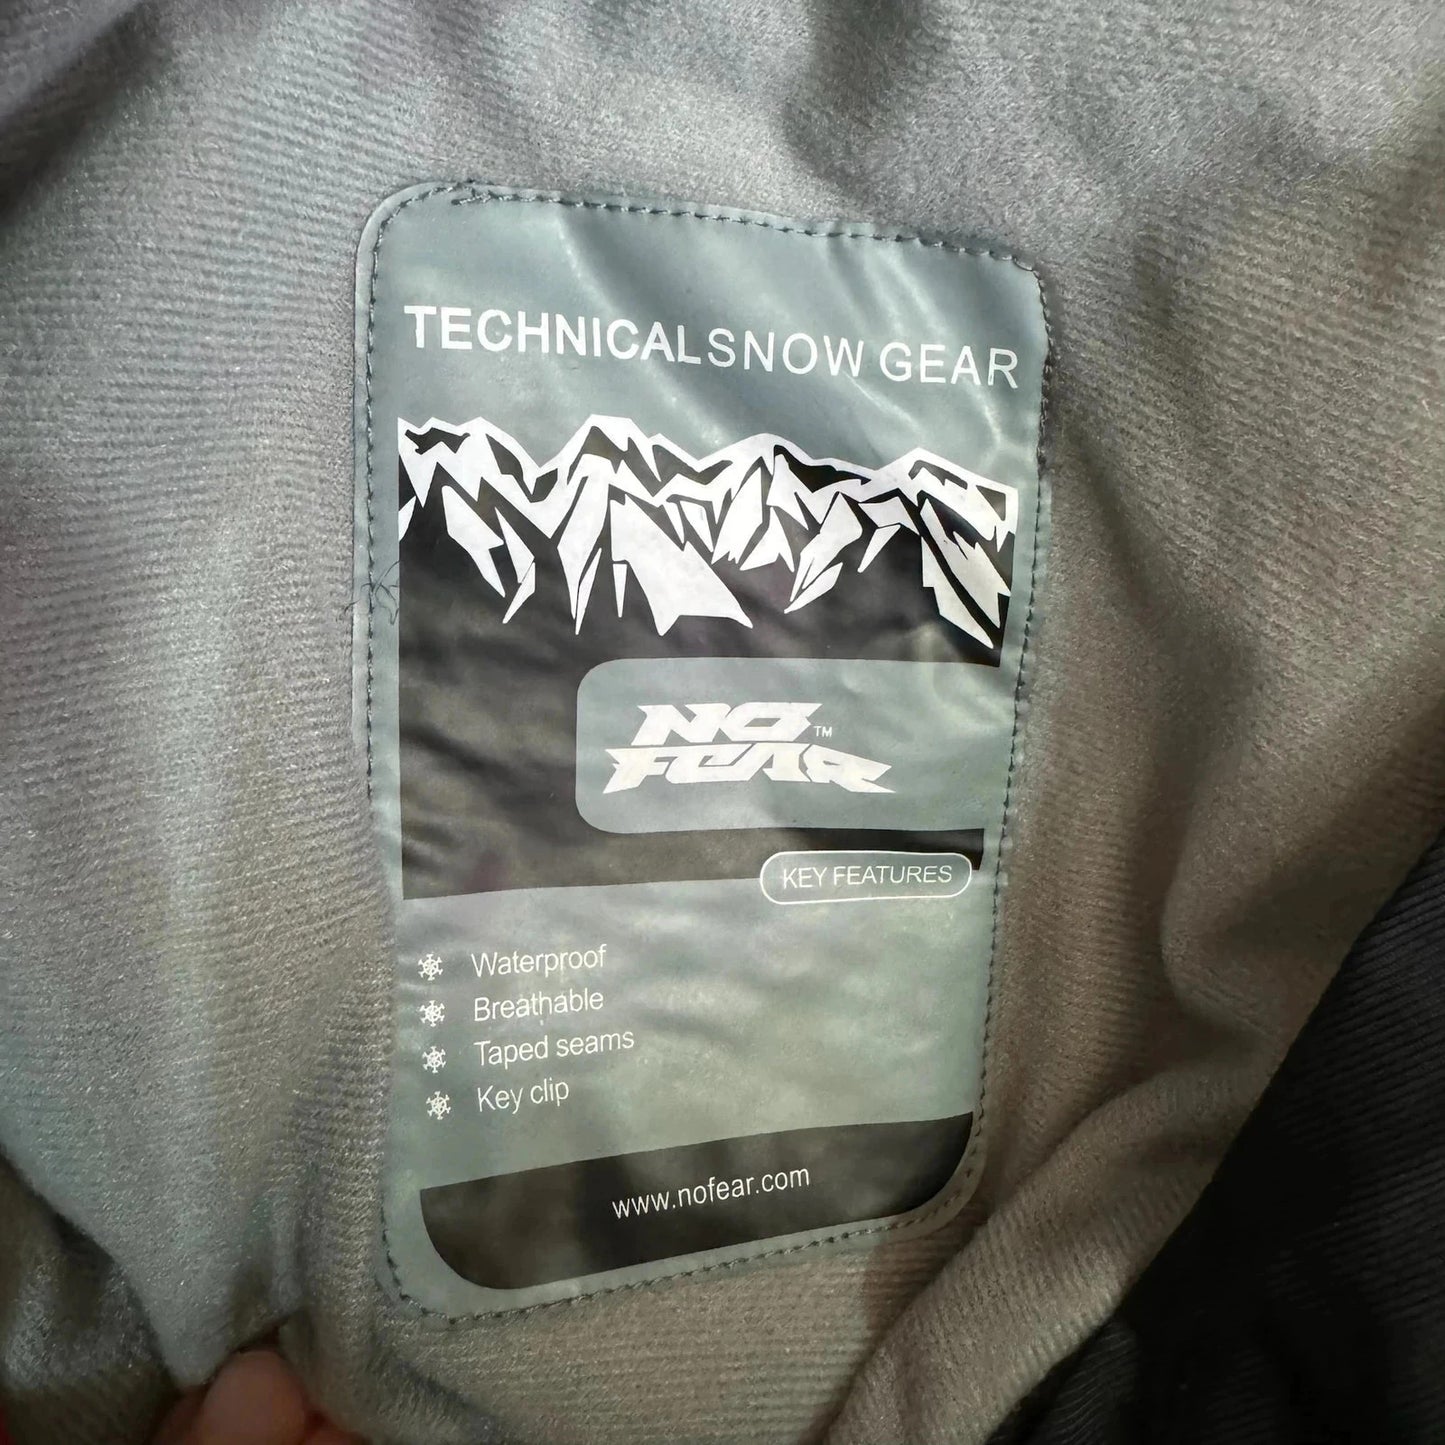 TECHNICALSNOW GEAR
NO
FEAR™
KEY FEATURES
Waterproof
Breathable
Taped seams
Key clip
www.nofear.com